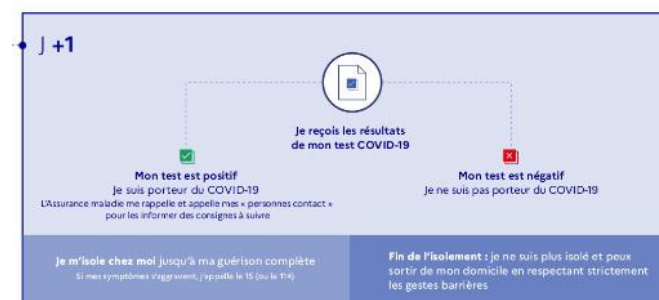 J +1
Je reçois les résultats
de mon test COVID-19
Mon test est positif
Je suis porteur du COVID-19
L'Assurance maladie me rappelle et appelle mes « personnes contact »
pour les informer des consignes à suivre
Mon test est négatif
Je ne suis pas porteur du COVID-19
Je m'isole chez moi jusqu'à ma guérison complète
Si mes symptômes s'aggravent, j'appelle le 15 (ou le 114)
Fin de l'isolement : je ne suis plus isolé et peux
sortir de mon domicile en respectant strictement
les gestes barrières